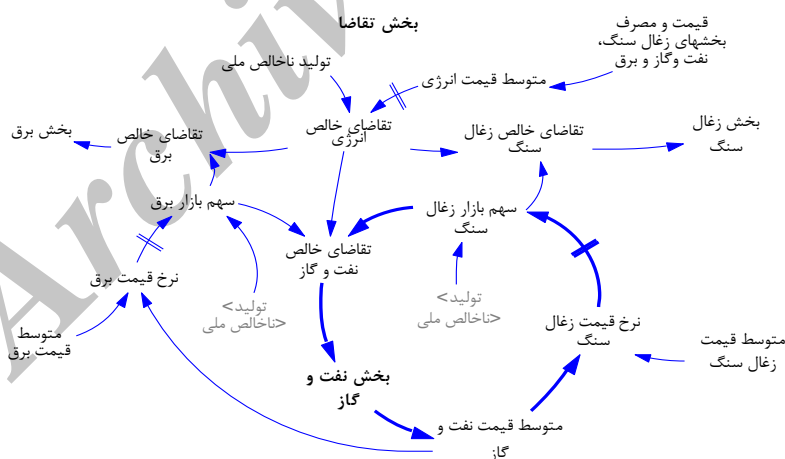 بخش تقاضا
قیمت و مصرف
بخشهای زغال سنگ،
نفت وگاز و برق
تولید ناخالص ملی
متوسط قیمت انرژی
بخش برق
تقاضای خالص
برق
تقاضای خالص
انرژی
تقاضای خالص زغال
سنگ
بخش زغال
سنگ
سهم بازار برق
سهم بازار زغال
سنگ
تقاضای خالص
نفت و گاز
نرخ قیمت برق
<تولید
ناخالص ملی>
<تولید
ناخالص ملی>
نرخ قیمت زغال
سنگ
متوسط
قیمت برق
متوسط قیمت
زغال سنگ
بخش نفت و
گاز
متوسط قیمت نفت و
گاز
Archiv